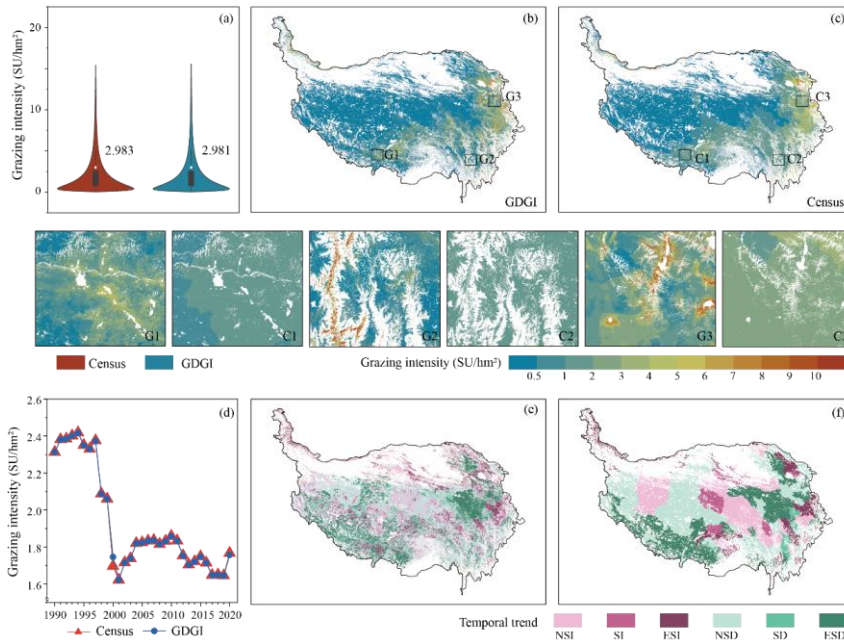 Grazing intensity (SU/hm²)
20
10
0
(a)
2.983
2.981
(b)
G1
G2
G3
GDGI
(c)
C1
C2
C3
Census
G1
C1
G2
C2
G3
Census
GDGI
Grazing intensity (SU/hm²)
0.5 1 2 3 4 5 6 7 8 9 10
Grazing intensity (SU/hm²)
2.6
2.4
2.2
2.0
1.8
1.6
(d)
1990 1995 2000 2005 2010 2015 2020
Census
GDGI
(e)
(f)
Temporal trend
NSI SI ESI NSD SD ESD